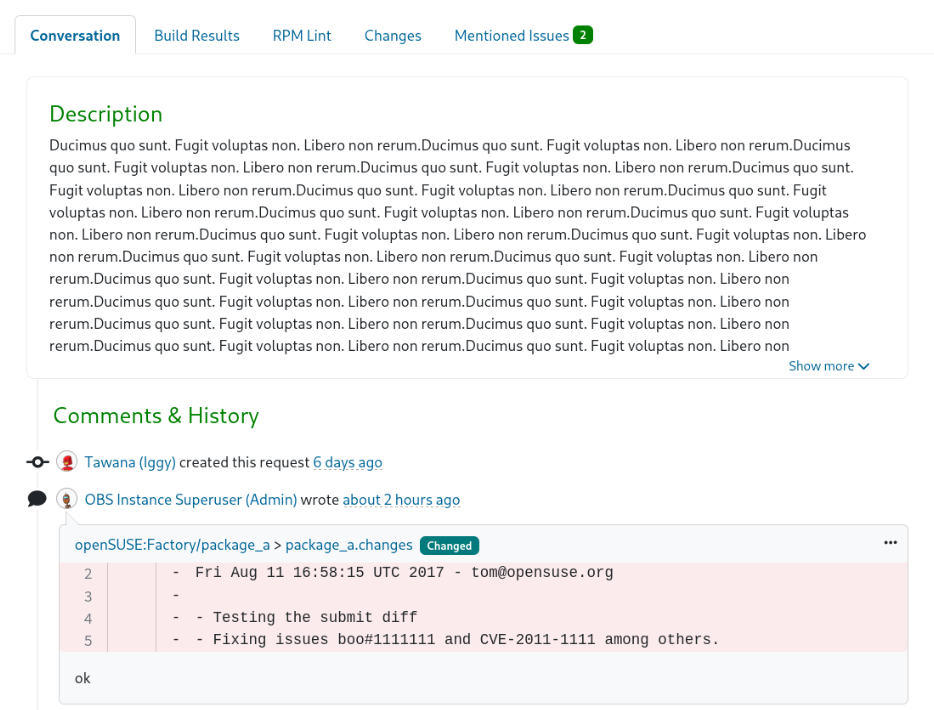 Conversation Build Results RPM Lint Changes Mentioned Issues 2
Description
Ducimus quo sunt. Fugit voluptas non. Libero non rerum.Ducimus quo sunt. Fugit voluptas non. Libero non rerum.Ducimus
quo sunt. Fugit voluptas non. Libero non rerum.Ducimus quo sunt. Fugit voluptas non. Libero non rerum.Ducimus quo sunt.
Fugit voluptas non. Libero non rerum.Ducimus quo sunt. Fugit voluptas non. Libero non rerum.Ducimus quo sunt. Fugit
voluptas non. Libero non rerum.Ducimus quo sunt. Fugit voluptas non. Libero non rerum.Ducimus quo sunt. Fugit voluptas
non. Libero non rerum.Ducimus quo sunt. Fugit voluptas non. Libero non rerum.Ducimus quo sunt. Fugit voluptas non. Libero
non rerum.Ducimus quo sunt. Fugit voluptas non. Libero non rerum.Ducimus quo sunt. Fugit voluptas non. Libero non
rerum.Ducimus quo sunt. Fugit voluptas non. Libero non rerum.Ducimus quo sunt. Fugit voluptas non. Libero non
rerum.Ducimus quo sunt. Fugit voluptas non. Libero non rerum.Ducimus quo sunt. Fugit voluptas non. Libero non
rerum.Ducimus quo sunt. Fugit voluptas non. Libero non rerum.Ducimus quo sunt. Fugit voluptas non. Libero non
rerum.Ducimus quo sunt. Fugit voluptas non. Libero non rerum.Ducimus quo sunt. Fugit voluptas non. Libero non
Show more
Comments & History
Tawana (Iggy) created this request 6 days ago
OBS Instance Superuser (Admin) wrote about 2 hours ago
openSUSE:Factory/package_a > package_a.changes Changed
2 - Fri Aug 11 16:58:15 UTC 2017 - tom@opensuse.org
3 -
4 - - Testing the submit diff
5 - - Fixing issues boo#1111111 and CVE-2011-1111 among others.
ok